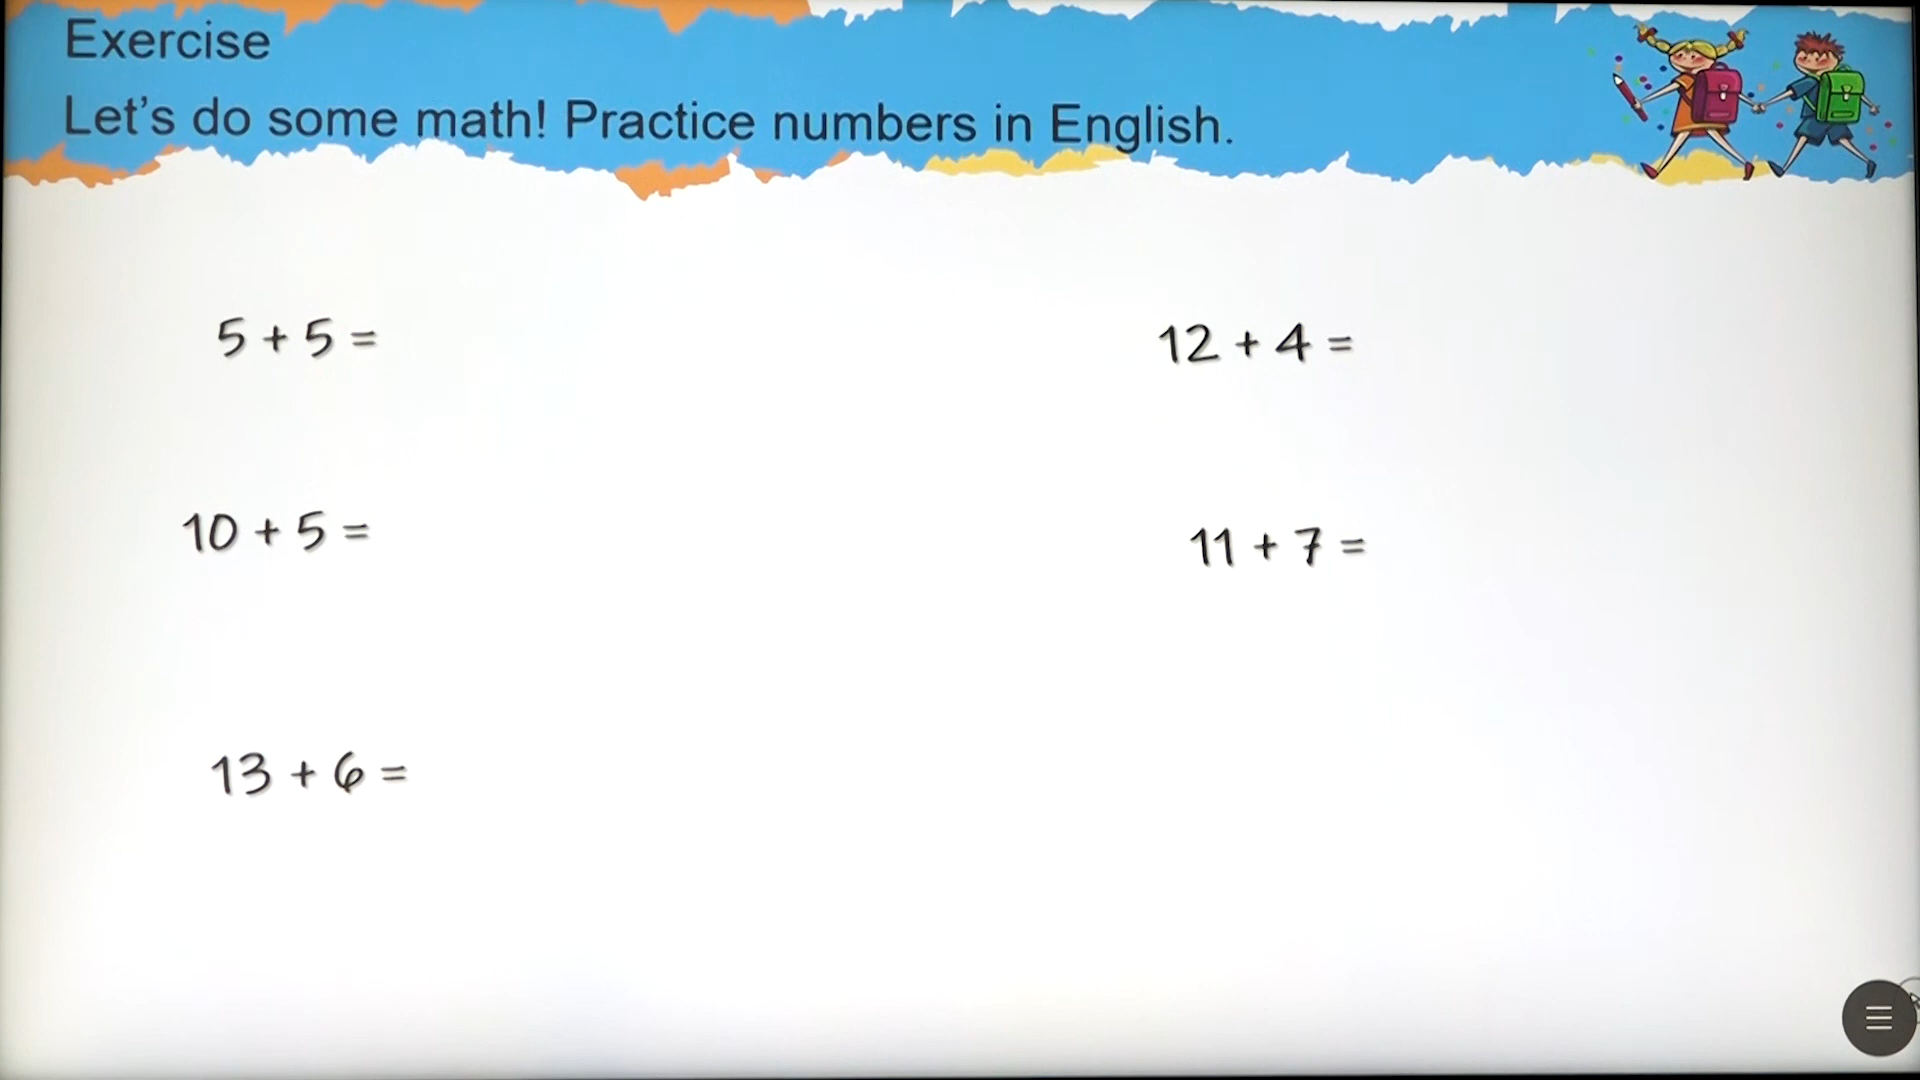 Exercise
Let's do some math! Practice numbers in English.
5 + 5 =
12 + 4 =
10 + 5 =
11 + 7 =
13 + 6 =